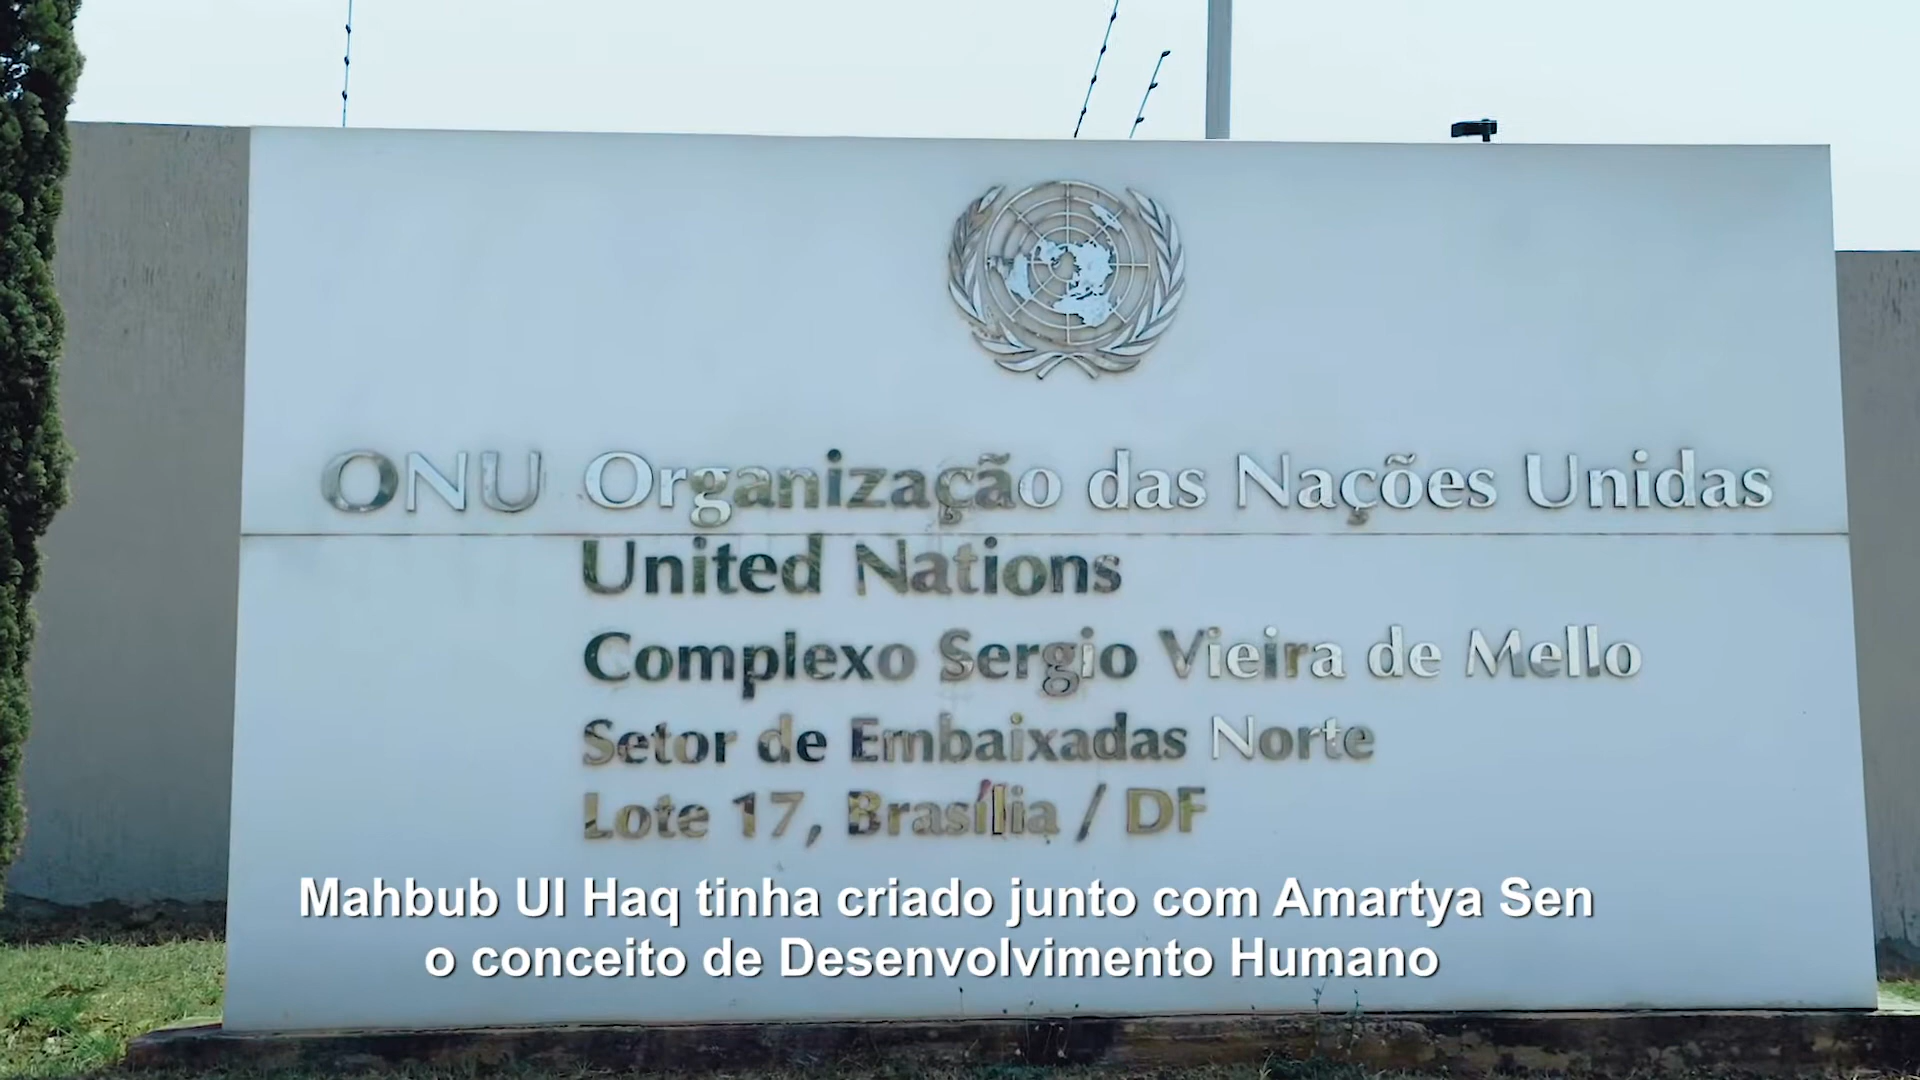 ONU Organização das Nações Unidas
United Nations
Complexo Sergio Vieira de Mello
Setor de Embaixadas Norte
Lote 17, Brasília / DF
Mahbub Ul Haq tinha criado junto com Amartya Sen
o conceito de Desenvolvimento Humano